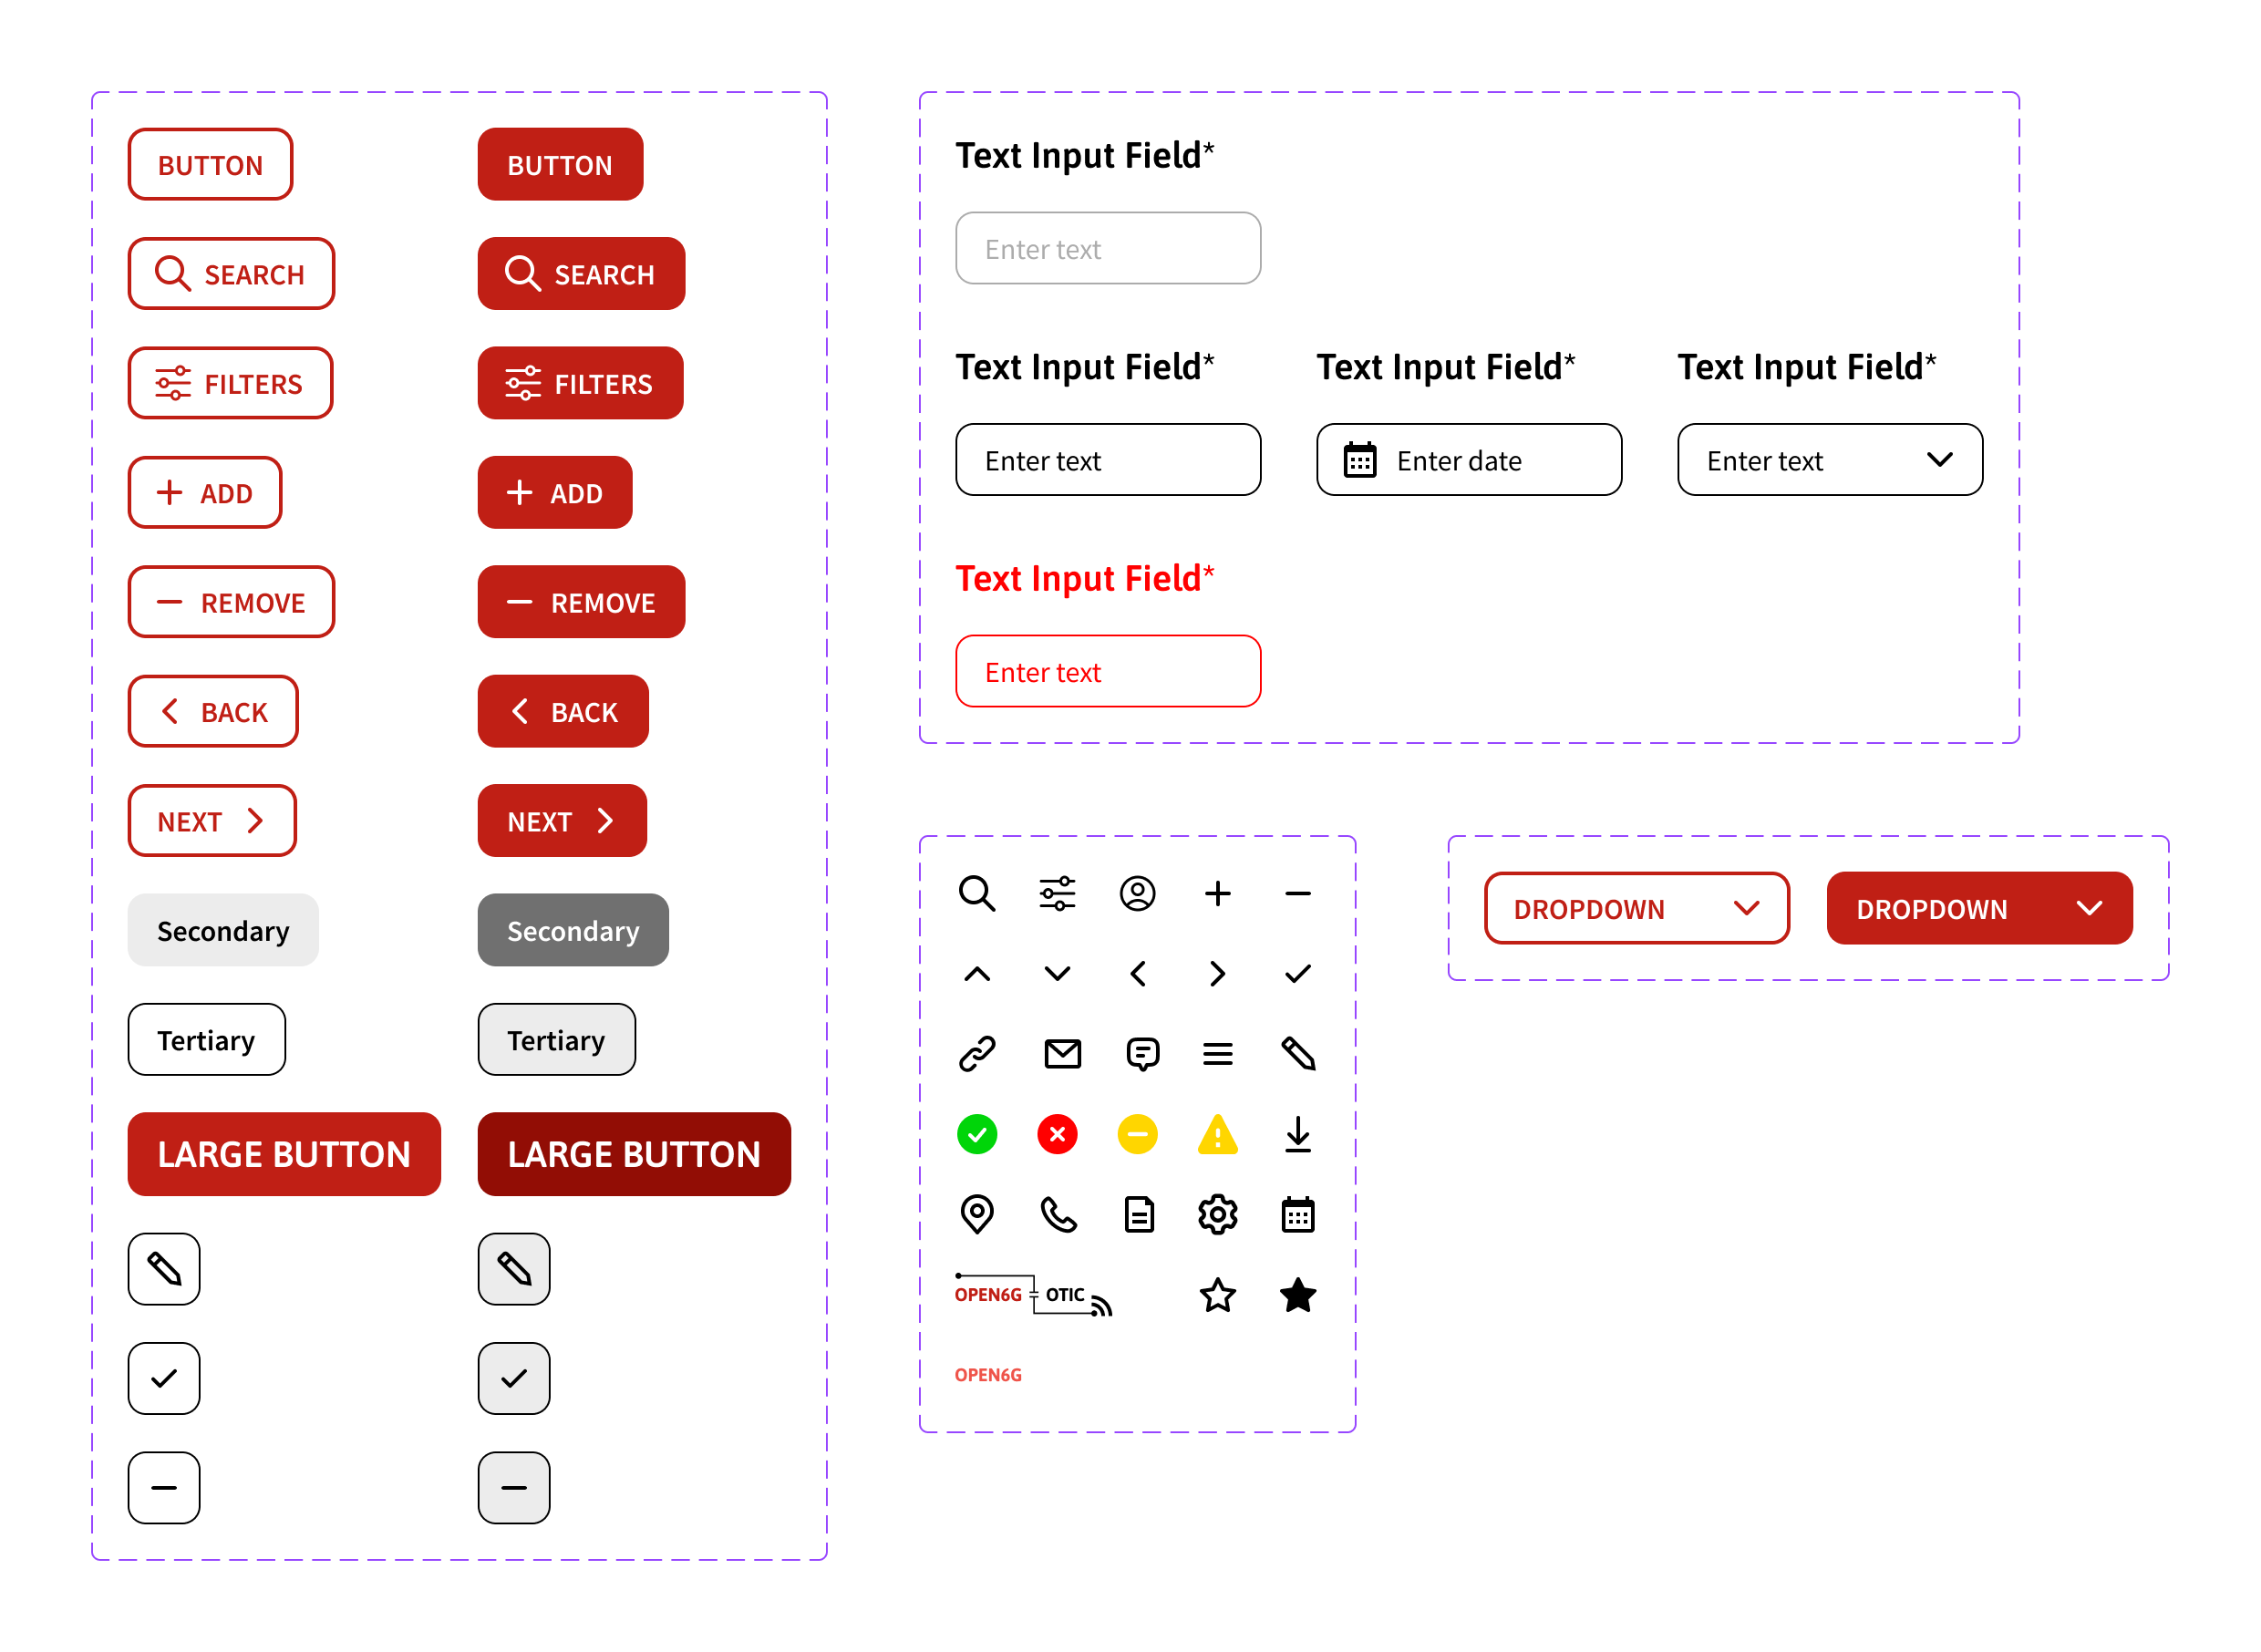 BUTTON
BUTTON
SEARCH
SEARCH
FILTERS
FILTERS
ADD
ADD
REMOVE
REMOVE
BACK
BACK
NEXT
NEXT
Secondary
Secondary
Tertiary
Tertiary
LARGE BUTTON
LARGE BUTTON
Text Input Field*
Enter text
Text Input Field*
Text Input Field*
Text Input Field*
Enter text
Enter date
Enter text
Text Input Field*
Enter text
OPEN6G OTIC
OPEN6G
DROPDOWN
DROPDOWN